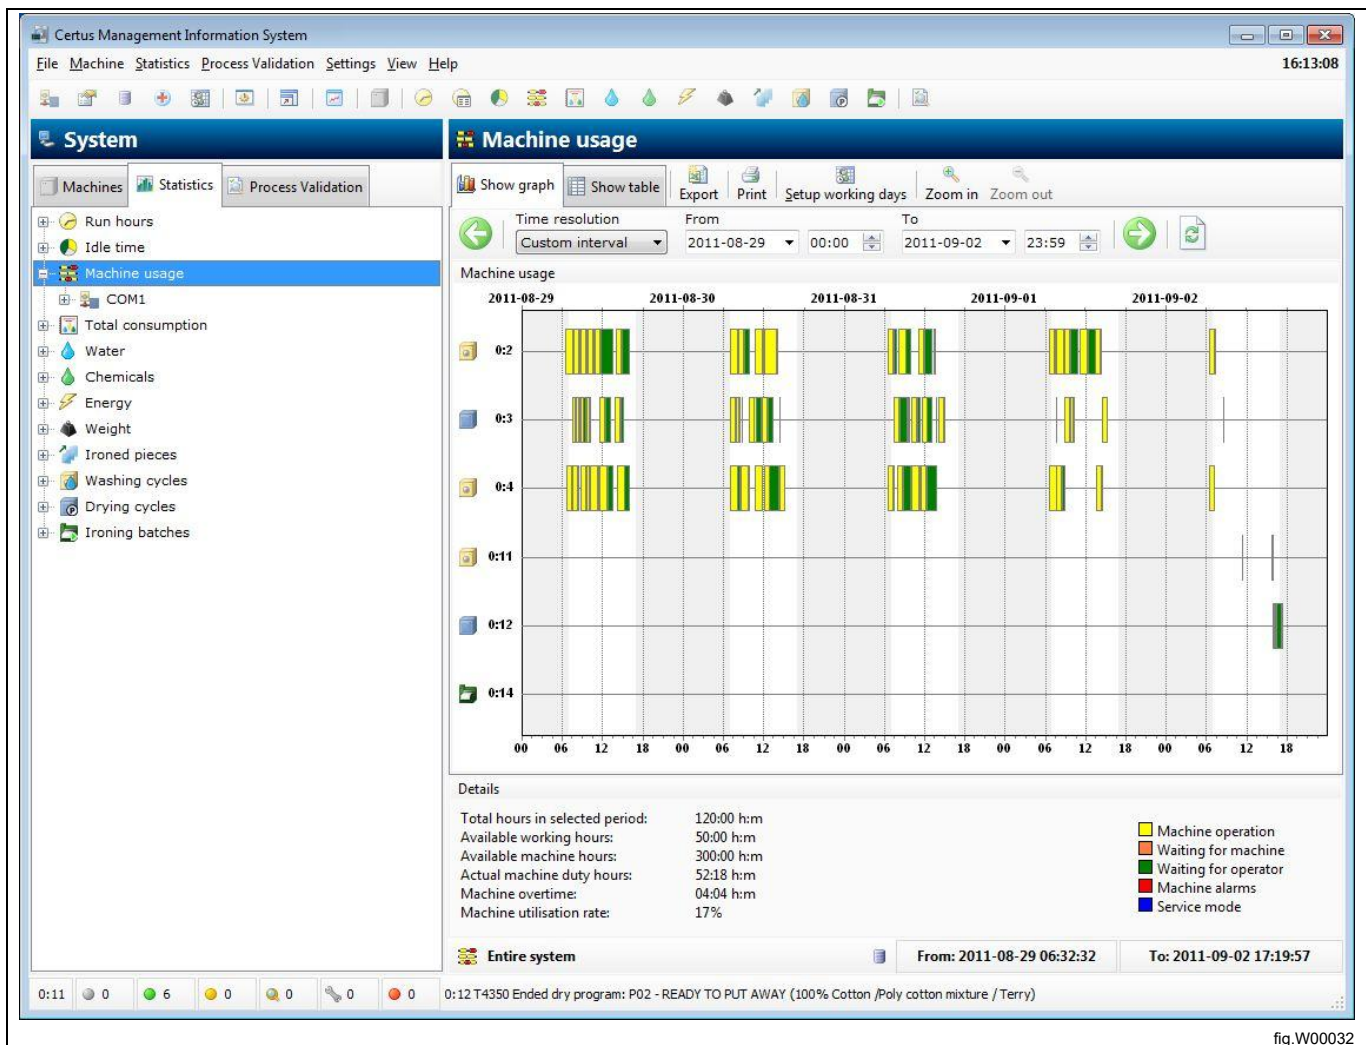 Certus Management Information System
File Machine Statistics Process Validation Settings View Help 16:13:08
System
Machine usage
Machines Statistics Process Validation
Show graph Show table Export Print Setup working days Zoom in Zoom out
Run hours
Idle time
Machine usage
COM1
Total consumption
Water
Chemicals
Energy
Weight
Ironed pieces
Washing cycles
Drying cycles
Ironing batches
Time resolution From To
Custom interval 2011-08-29 00:00 2011-09-02 23:59
Machine usage
2011-08-29 2011-08-30 2011-08-31 2011-09-01 2011-09-02
0:2
0:3
0:4
0:11
0:12
0:14
00 06 12 18 00 06 12 18 00 06 12 18 00 06 12 18 00 06 12 18
Details
Total hours in selected period: 120:00 h:m
Available working hours: 50:00 h:m
Available machine hours: 300:00 h:m
Actual machine duty hours: 52:18 h:m
Machine overtime: 04:04 h:m
Machine utilisation rate: 17%
Machine operation
Waiting for machine
Waiting for operator
Machine alarms
Service mode
Entire system From: 2011-08-29 06:32:32 To: 2011-09-02 17:19:57
0:11 0 6 0 0 0 0 0:12 T4350 Ended dry program: P02 - READY TO PUT AWAY (100% Cotton /Poly cotton mixture / Terry)
fig.W00032